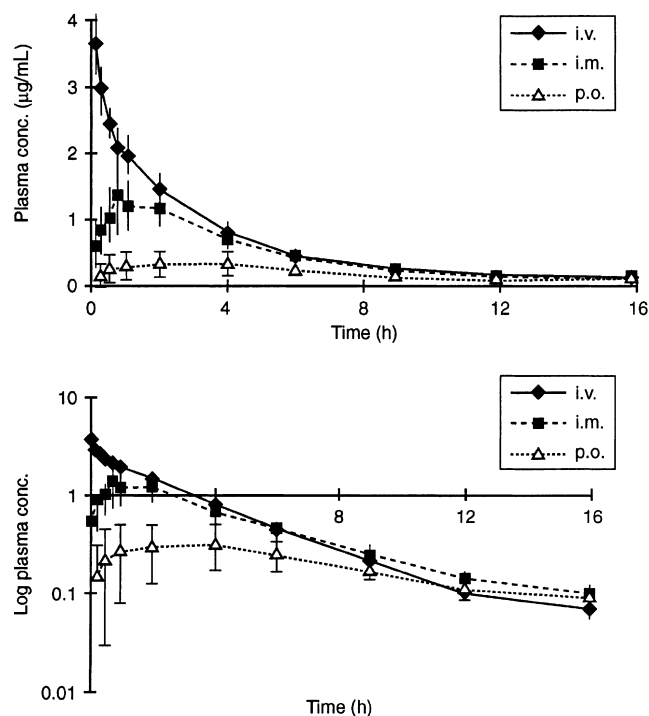 4
3
2
1
0
Plasma conc. (μg/mL)
0 4 8 12 16
Time (h)
i.v.
i.m.
p.o.
10
1
0.1
0.01
Log plasma conc.
8 12 16
Time (h)
i.v.
i.m.
p.o.